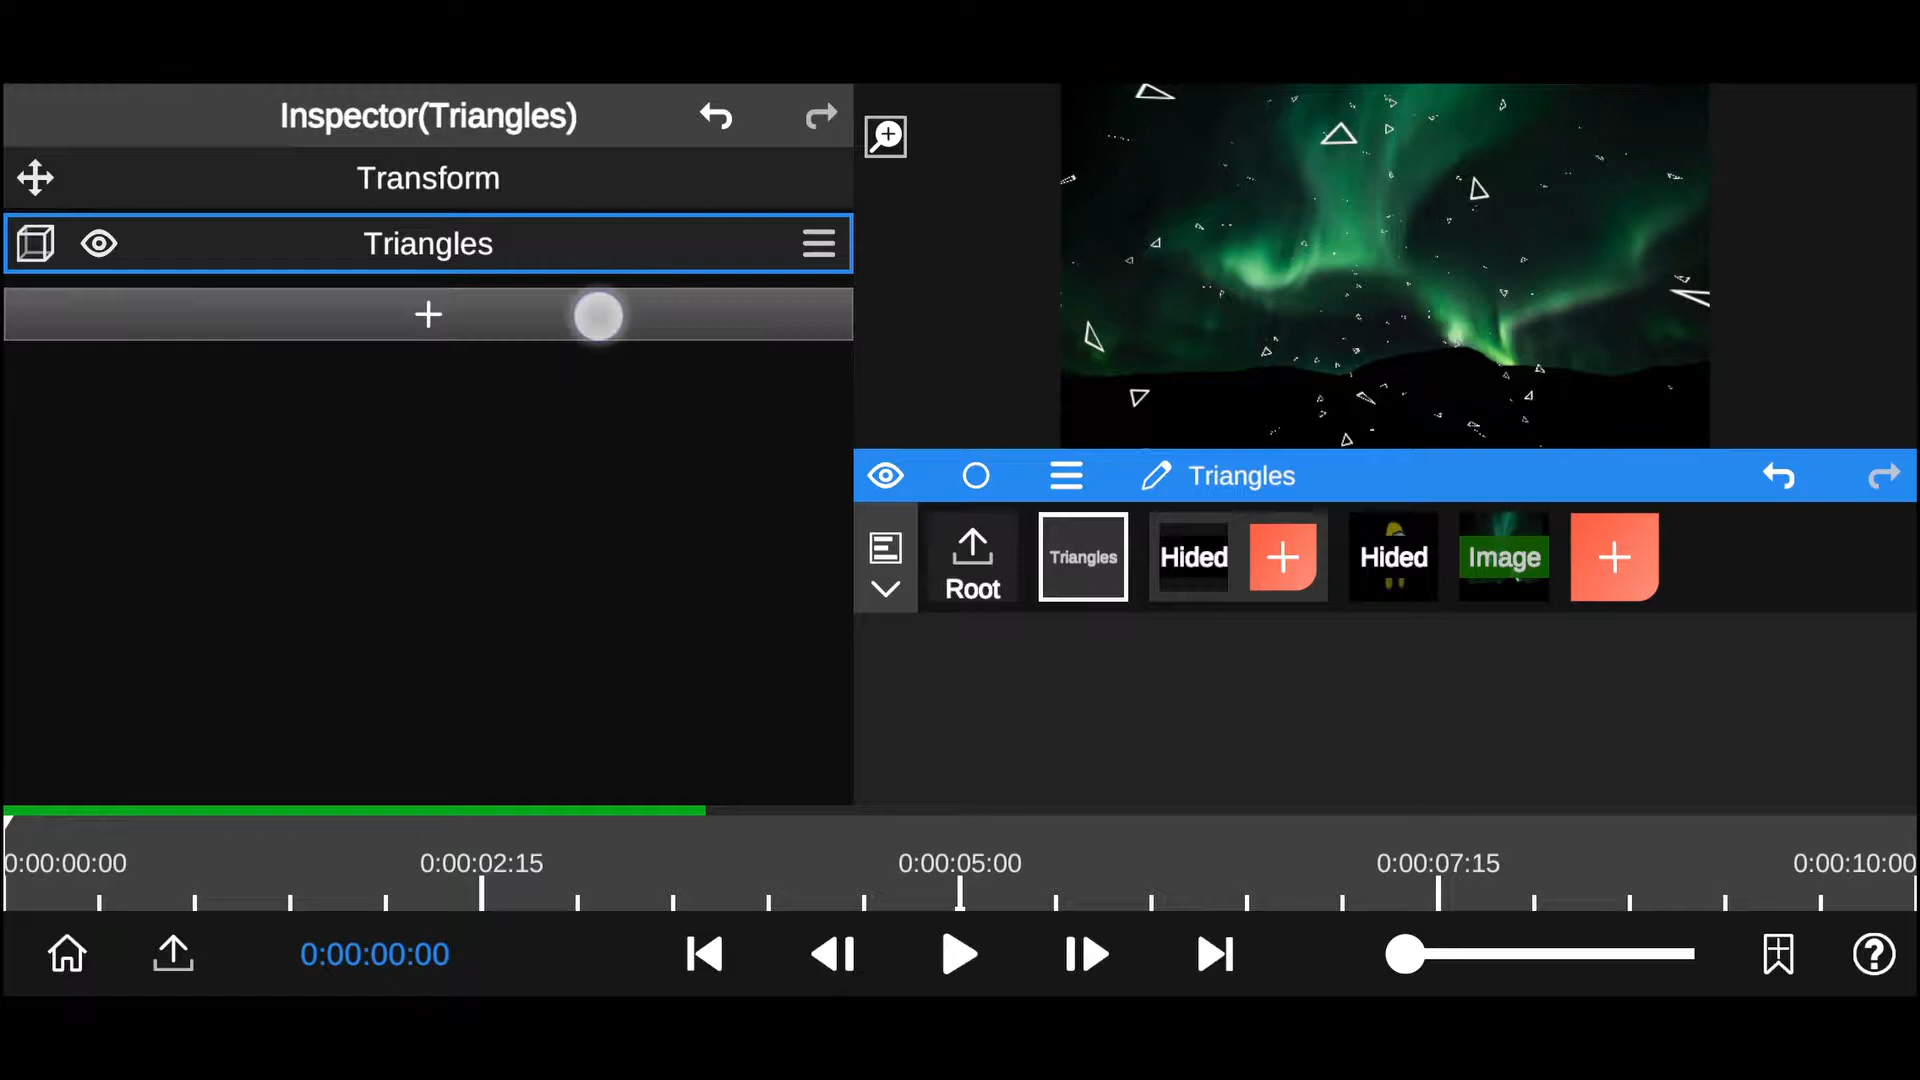 Inspector(Triangles)
Transform
Triangles
Triangles
Root
Triangles
Hided
Hided
Image
0:00:00:00
0:00:02:15
0:00:05:00
0:00:07:15
0:00:10:00
0:00:00:00